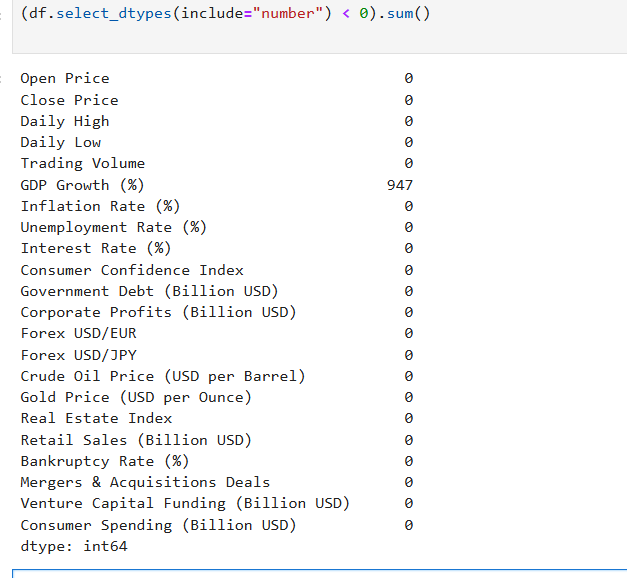 (df.select_dtypes(include="number") < 0).sum()
Open Price 0
Close Price 0
Daily High 0
Daily Low 0
Trading Volume 0
GDP Growth (%) 947
Inflation Rate (%) 0
Unemployment Rate (%) 0
Interest Rate (%) 0
Consumer Confidence Index 0
Government Debt (Billion USD) 0
Corporate Profits (Billion USD) 0
Forex USD/EUR 0
Forex USD/JPY 0
Crude Oil Price (USD per Barrel) 0
Gold Price (USD per Ounce) 0
Real Estate Index 0
Retail Sales (Billion USD) 0
Bankruptcy Rate (%) 0
Mergers & Acquisitions Deals 0
Venture Capital Funding (Billion USD) 0
Consumer Spending (Billion USD) 0
dtype: int64